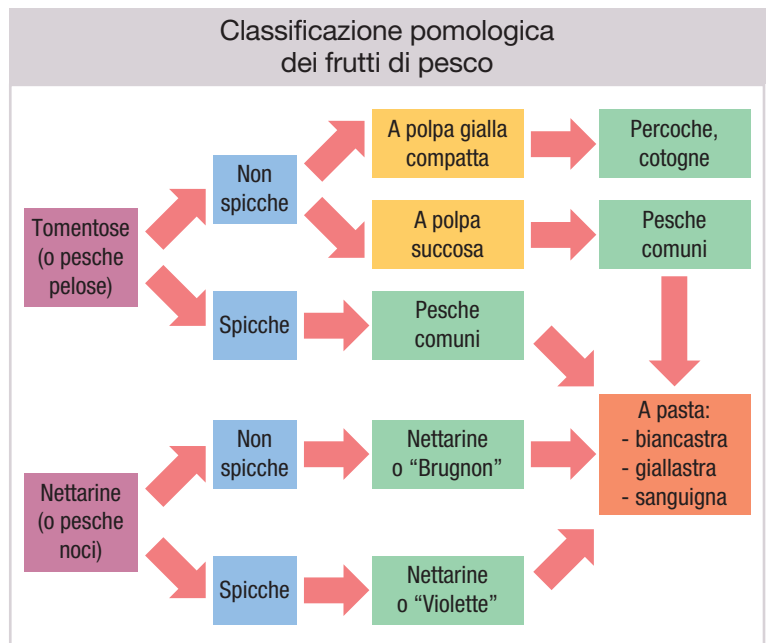 Classificazione pomologica
dei frutti di pesco
Tomentose
(o pesche
pelose)
Non
spicche
A polpa gialla
compatta
Percoche,
cotogne
A polpa
succosa
Pesche
comuni
Spicche
Pesche
comuni
A pasta:
- biancastra
- giallastra
- sanguigna
Nettarine
(o pesche
noci)
Non
spicche
Nettarine
o “Brugnon”
Spicche
Nettarine
o “Violette”